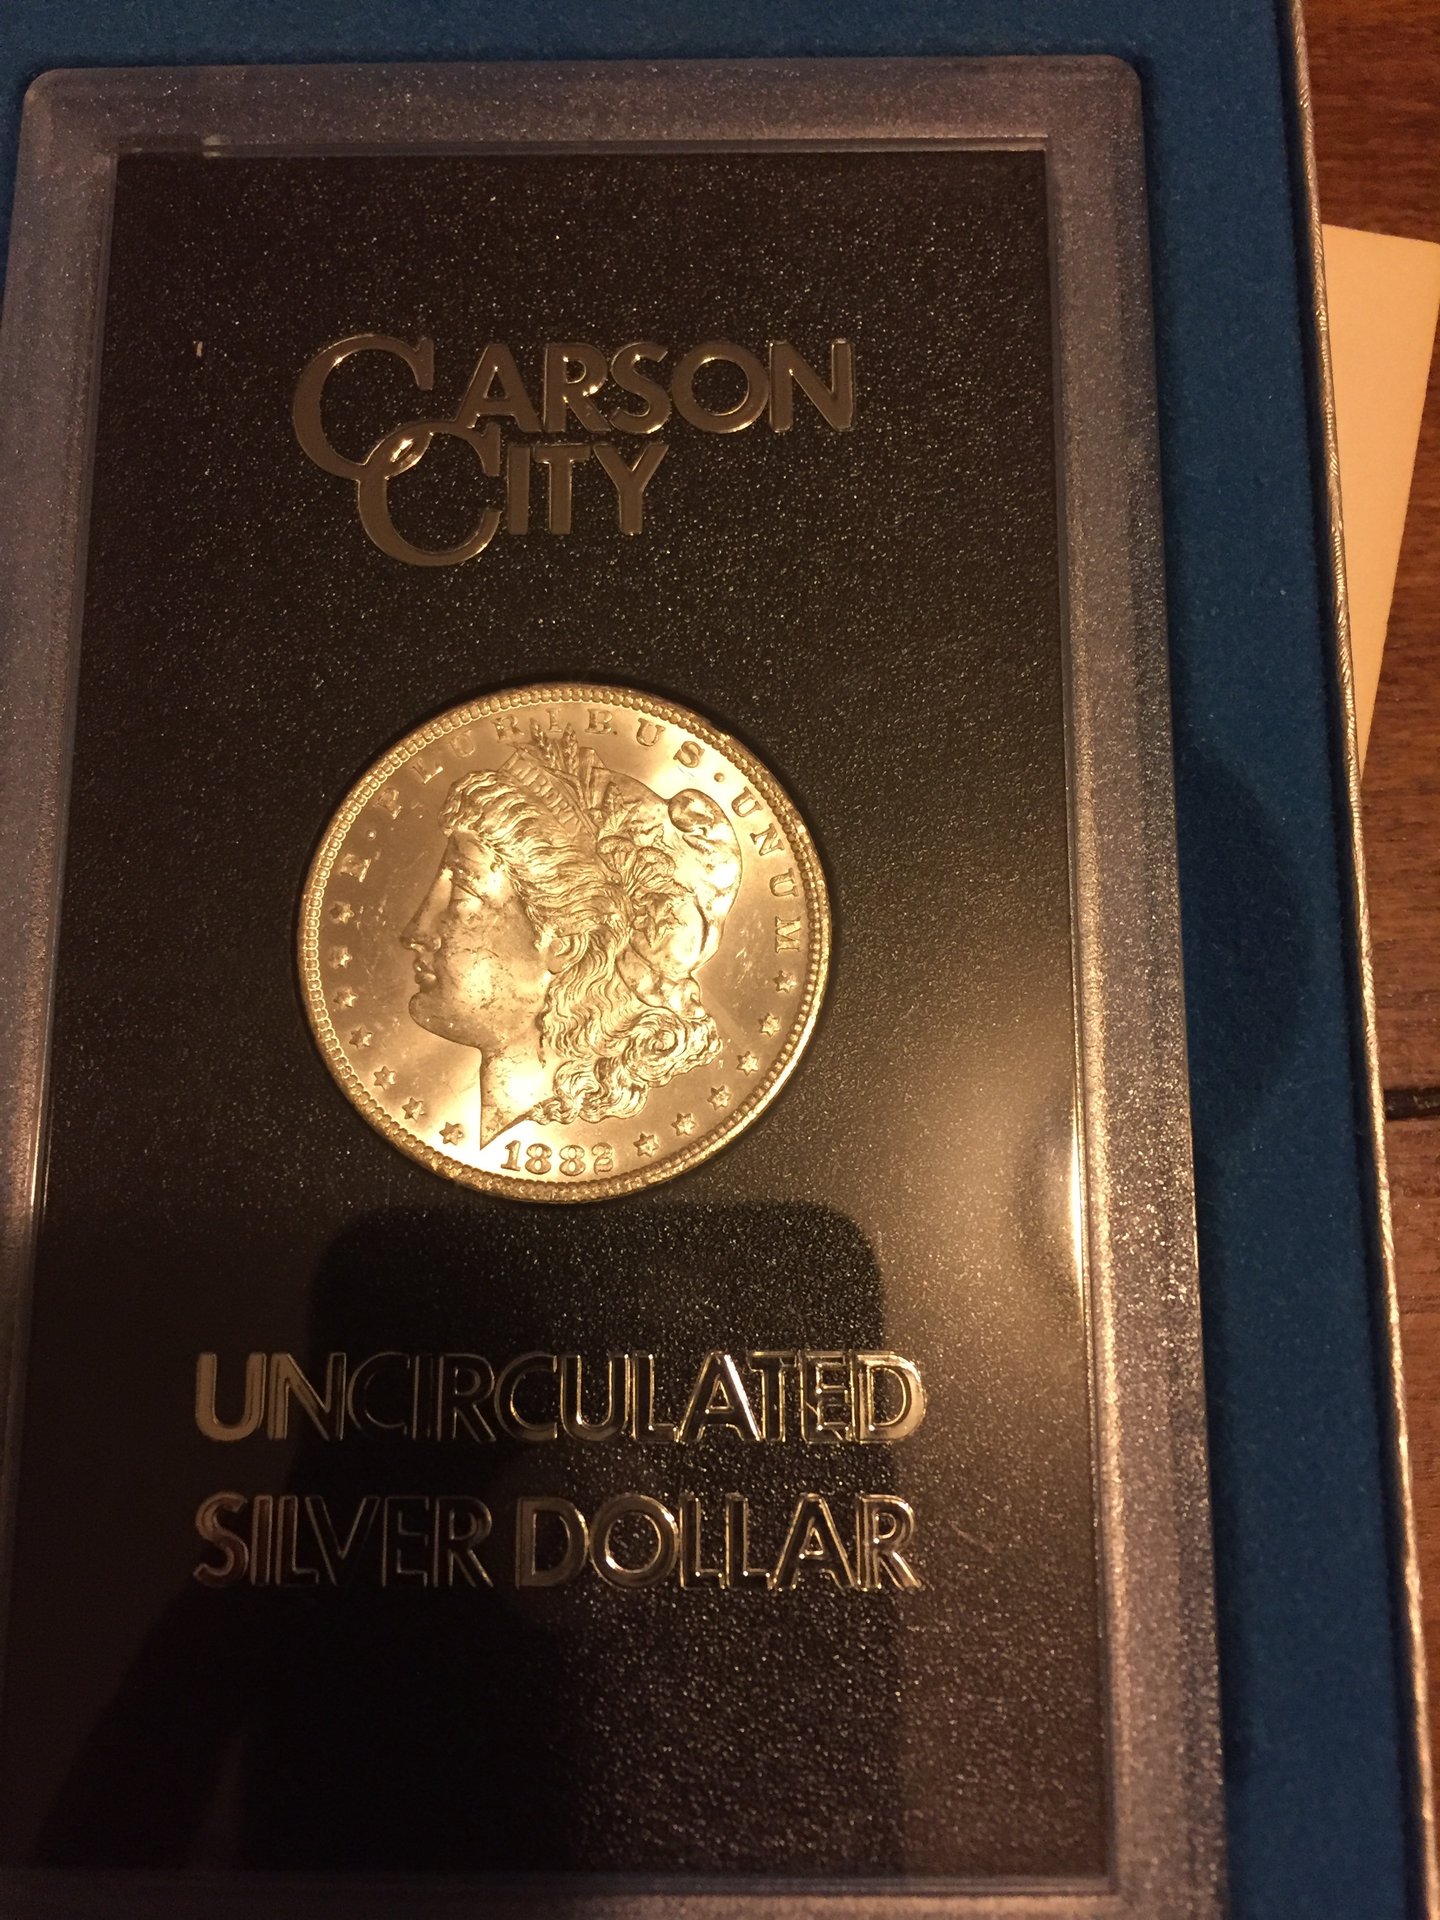 CARSON
CITY
E · PLURIBUS · UNUM
LIBERTY
1882
UNCIRCULATED
SILVER DOLLAR